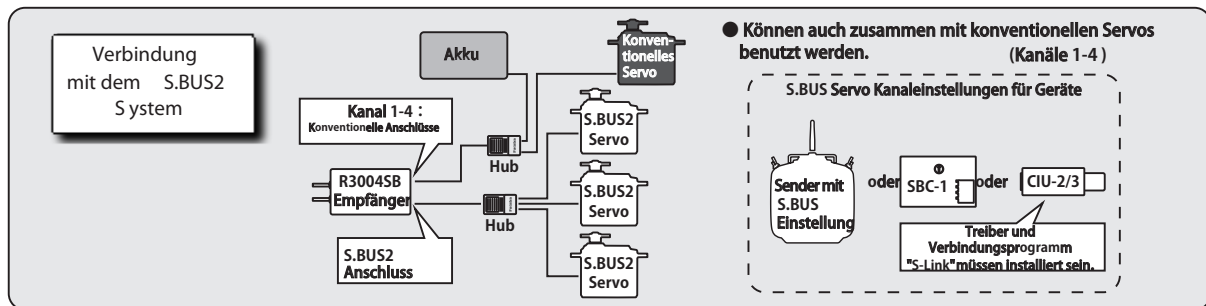 Verbindung
mit dem S.BUS2
System
Akku
Konven-
tionelles
Servo
Kanal 1-4 :
Konventionelle Anschlüsse
Hub
S.BUS2
Servo
R3004SB
Empfänger
Hub
S.BUS2
Servo
S.BUS2
Anschluss
S.BUS2
Servo
● Können auch zusammen mit konventionellen Servos
benutzt werden. (Kanäle 1-4 )
S.BUS Servo Kanaleinstellungen für Geräte
Sender mit
S.BUS
Einstellung
oder
SBC-1
oder
CIU-2/3
Treiber und
Verbindungsprogramm
"S-Link" müssen installiert sein.